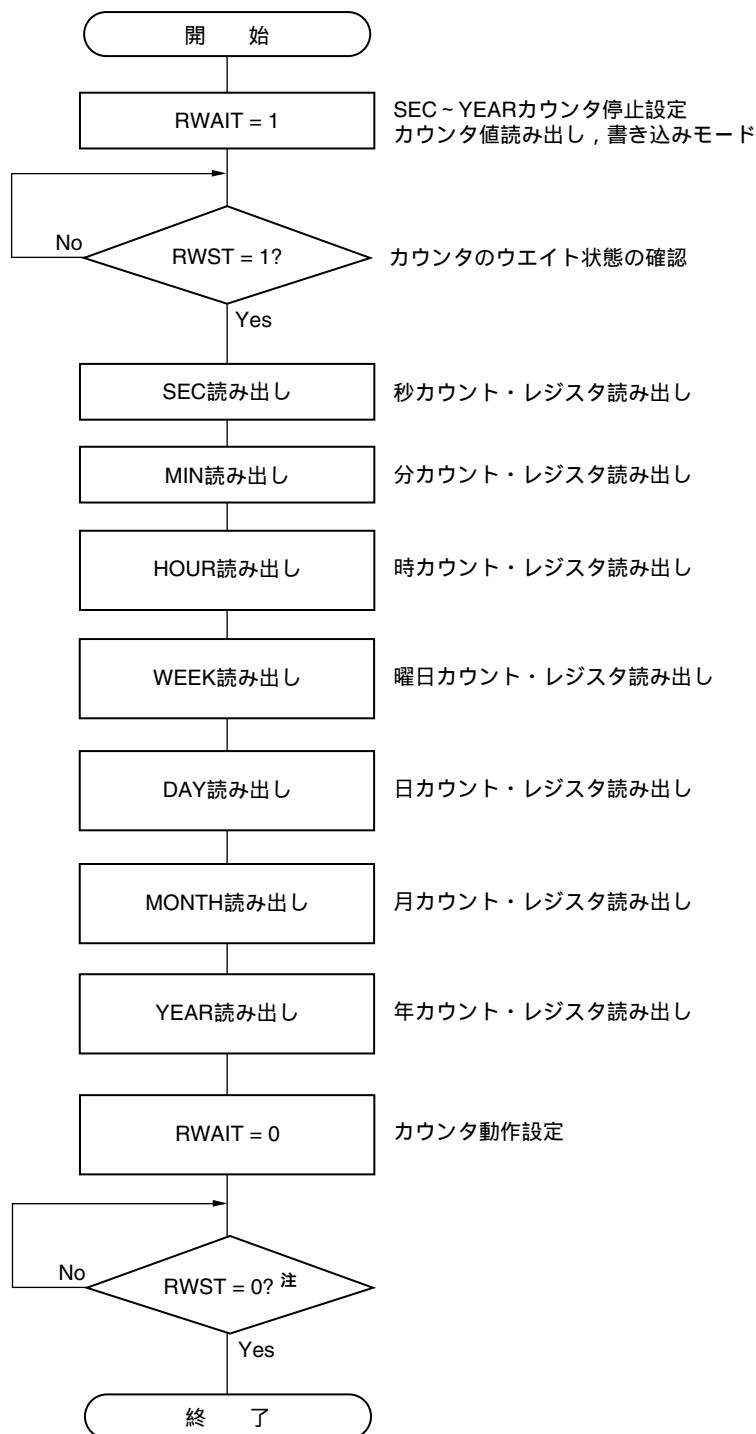 開　始
RWAIT = 1
SEC～YEARカウンタ停止設定
カウンタ値読み出し，書き込みモード
No
RWST = 1?
カウンタのウエイト状態の確認
Yes
SEC読み出し
秒カウント・レジスタ読み出し
MIN読み出し
分カウント・レジスタ読み出し
HOUR読み出し
時カウント・レジスタ読み出し
WEEK読み出し
曜日カウント・レジスタ読み出し
DAY読み出し
日カウント・レジスタ読み出し
MONTH読み出し
月カウント・レジスタ読み出し
YEAR読み出し
年カウント・レジスタ読み出し
RWAIT = 0
カウンタ動作設定
No
RWST = 0? 注
Yes
終　了